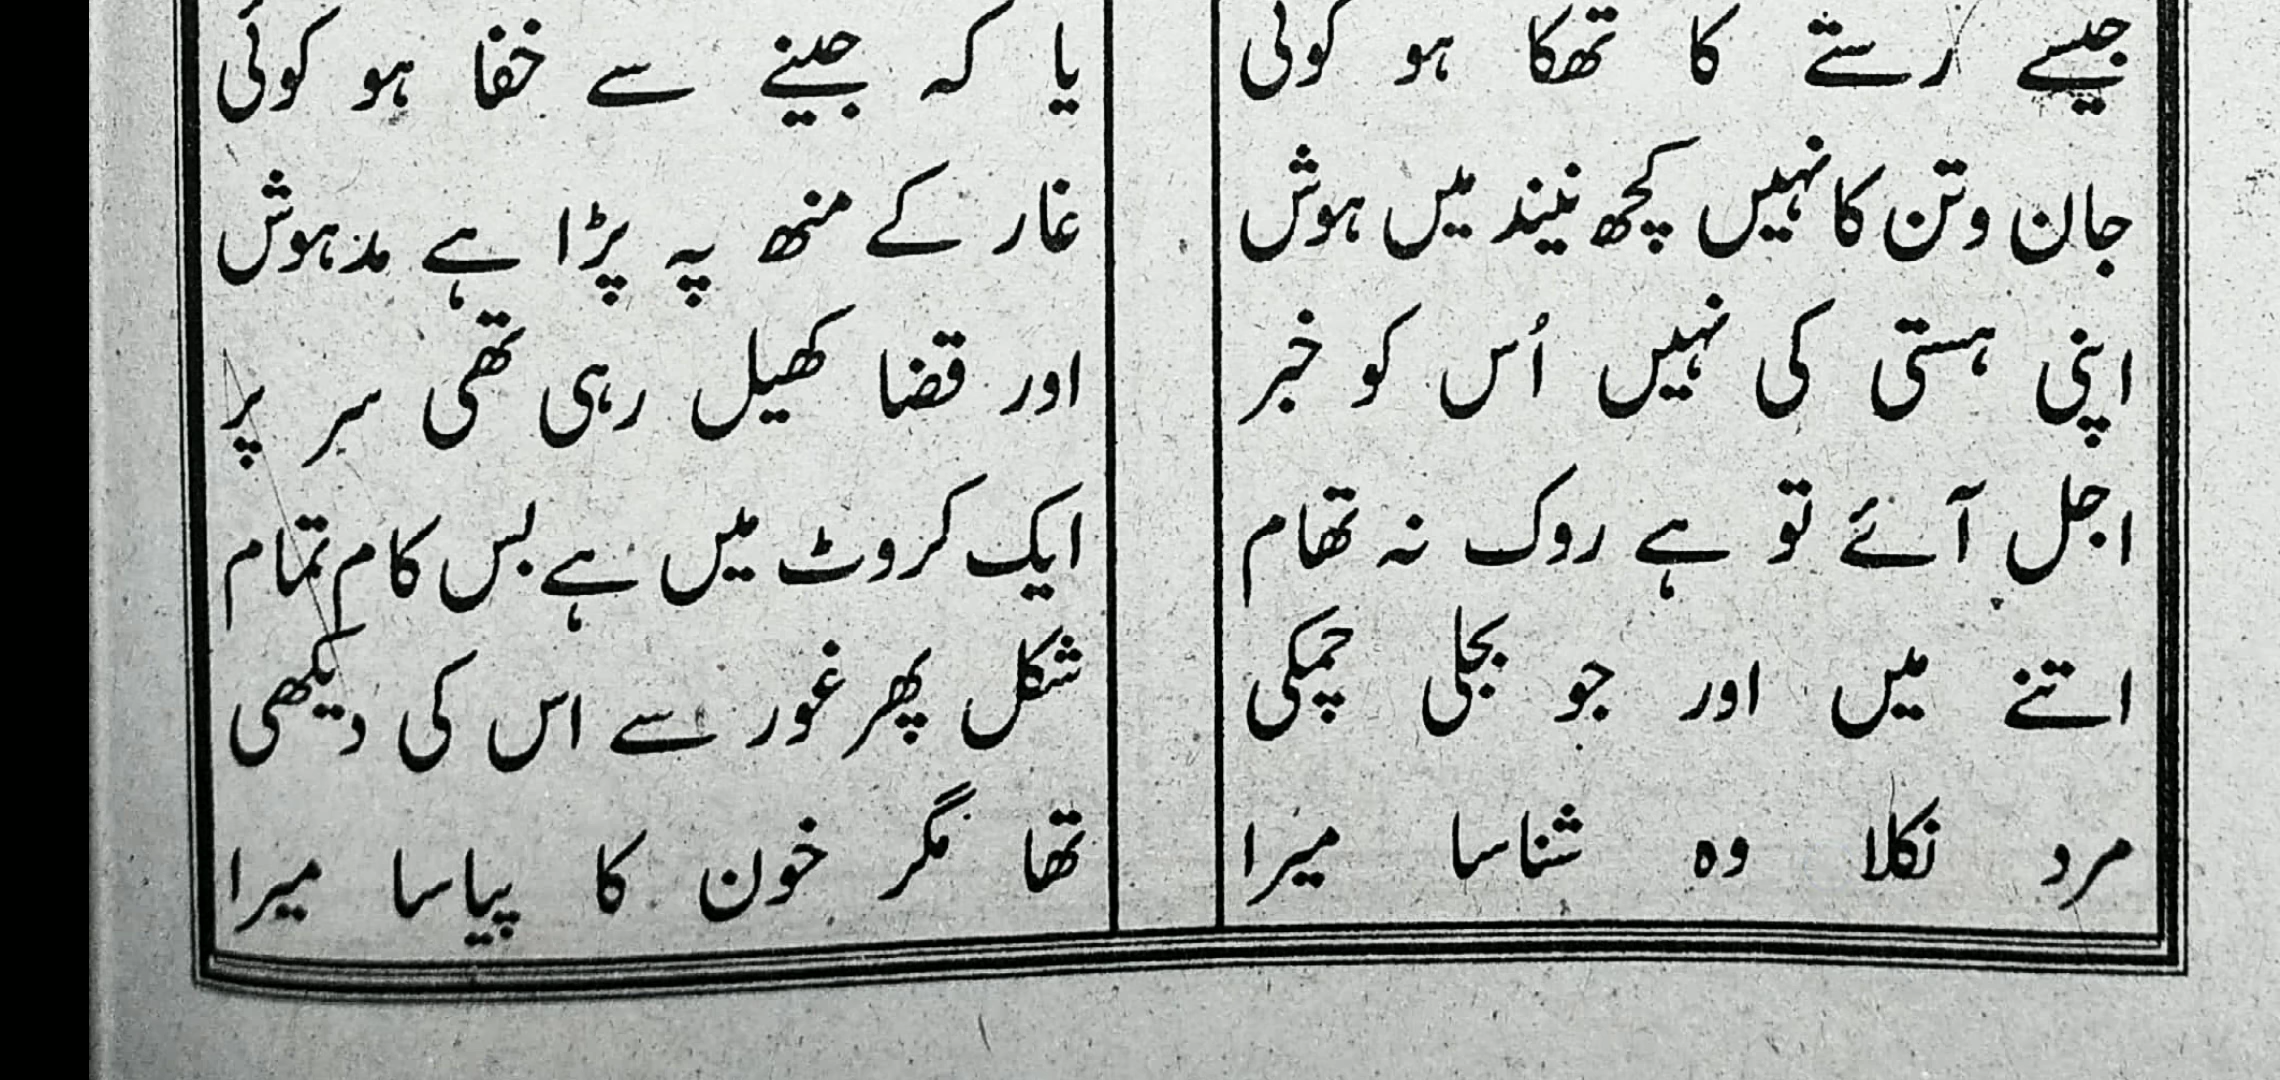 جیسے رستے کا تھکا ہو کوئی
یا کہ جینے سے خفا ہو کوئی
جان وتن کا نہیں کچھ نیند میں ہوش
غار کے منھ پہ پڑا ہے مدہوش
اپنی ہستی کی نہیں اُس کو خبر
اور قضا کھیل رہی تھی سر پر
اجل آئے تو ہے روک نہ تھام
ایک کروٹ میں ہے بس کام تمام
اتنے میں اور جو بجلی چمکی
شکل پھر غور سے اس کی دیکھی
مرد نکلا وہ شناسا میرا
تھا مگر خون کا پیاسا میرا